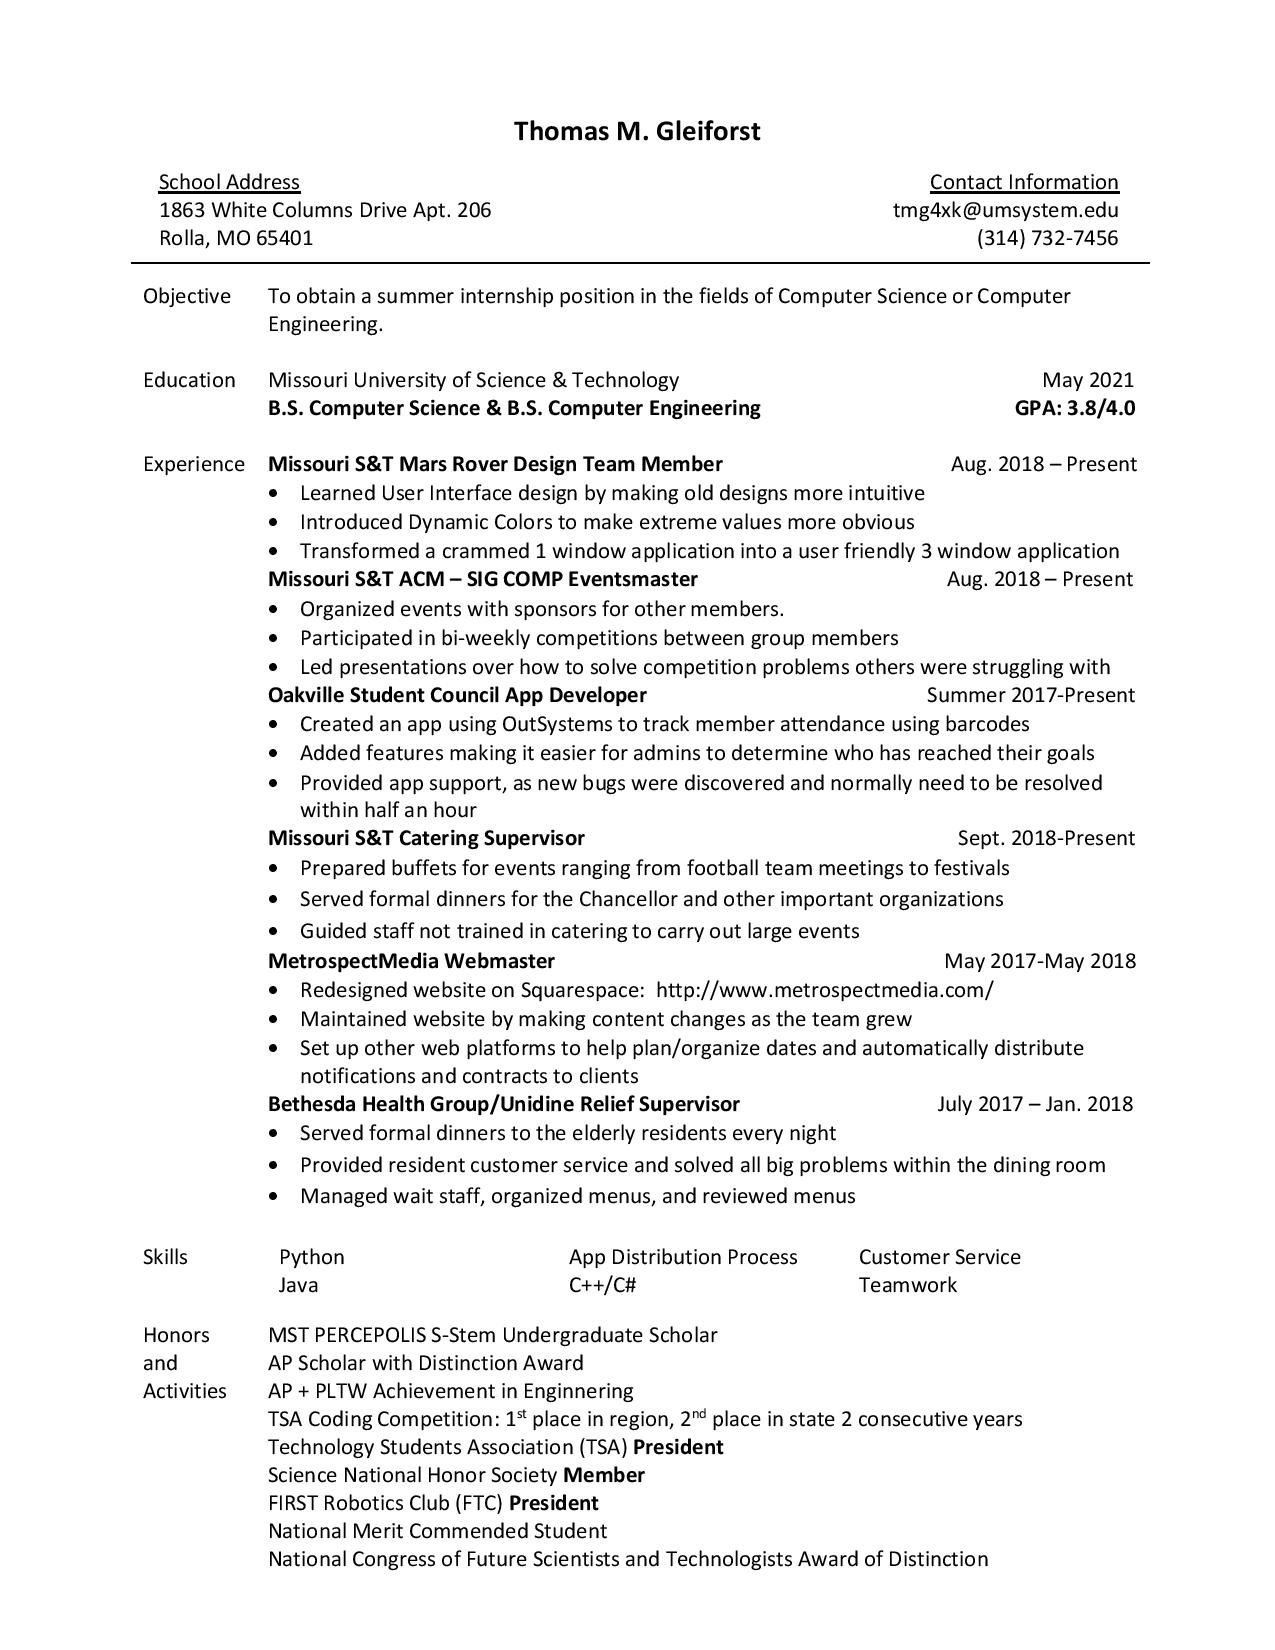 Thomas M. Gleiforst
School Address Contact Information
1863 White Columns Drive Apt. 206 tmg4xk@umsystem.edu
Rolla, MO 65401 (314) 732-7456
Objective To obtain a summer internship position in the fields of Computer Science or Computer
Engineering.
Education Missouri University of Science & Technology May 2021
B.S. Computer Science & B.S. Computer Engineering GPA: 3.8/4.0
Experience Missouri S&T Mars Rover Design Team Member Aug. 2018 – Present
• Learned User Interface design by making old designs more intuitive
• Introduced Dynamic Colors to make extreme values more obvious
• Transformed a crammed 1 window application into a user friendly 3 window application
Missouri S&T ACM – SIG COMP Eventsmaster Aug. 2018 – Present
• Organized events with sponsors for other members.
• Participated in bi-weekly competitions between group members
• Led presentations over how to solve competition problems others were struggling with
Oakville Student Council App Developer Summer 2017-Present
• Created an app using OutSystems to track member attendance using barcodes
• Added features making it easier for admins to determine who has reached their goals
• Provided app support, as new bugs were discovered and normally need to be resolved
within half an hour
Missouri S&T Catering Supervisor Sept. 2018-Present
• Prepared buffets for events ranging from football team meetings to festivals
• Served formal dinners for the Chancellor and other important organizations
• Guided staff not trained in catering to carry out large events
MetrospectMedia Webmaster May 2017-May 2018
• Redesigned website on Squarespace: http://www.metrospectmedia.com/
• Maintained website by making content changes as the team grew
• Set up other web platforms to help plan/organize dates and automatically distribute
notifications and contracts to clients
Bethesda Health Group/Unidine Relief Supervisor July 2017 – Jan. 2018
• Served formal dinners to the elderly residents every night
• Provided resident customer service and solved all big problems within the dining room
• Managed wait staff, organized menus, and reviewed menus
Skills Python App Distribution Process Customer Service
Java C++/C# Teamwork
Honors MST PERCEPOLIS S-Stem Undergraduate Scholar
and AP Scholar with Distinction Award
Activities AP + PLTW Achievement in Enginnering
TSA Coding Competition: 1st place in region, 2nd place in state 2 consecutive years
Technology Students Association (TSA) President
Science National Honor Society Member
FIRST Robotics Club (FTC) President
National Merit Commended Student
National Congress of Future Scientists and Technologists Award of Distinction